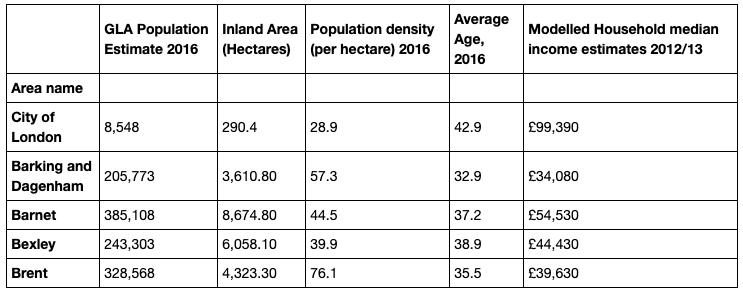 GLA Population Estimate 2016 Inland Area (Hectares) Population density (per hectare) 2016 Average Age, 2016 Modelled Household median income estimates 2012/13
Area name
City of London 8,548 290.4 28.9 42.9 £99,390
Barking and Dagenham 205,773 3,610.80 57.3 32.9 £34,080
Barnet 385,108 8,674.80 44.5 37.2 £54,530
Bexley 243,303 6,058.10 39.9 38.9 £44,430
Brent 328,568 4,323.30 76.1 35.5 £39,630